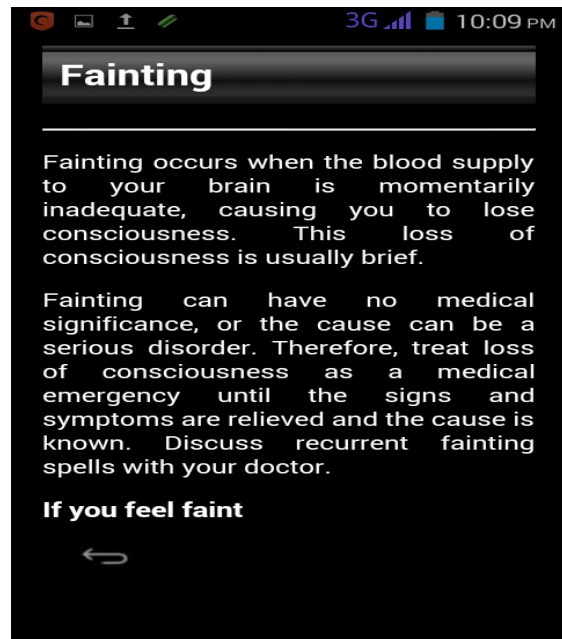 3G 10:09 PM
Fainting
Fainting occurs when the blood supply
to your brain is momentarily
inadequate, causing you to lose
consciousness. This loss of
consciousness is usually brief.
Fainting can have no medical
significance, or the cause can be a
serious disorder. Therefore, treat loss
of consciousness as a medical
emergency until the signs and
symptoms are relieved and the cause is
known. Discuss recurrent fainting
spells with your doctor.
If you feel faint